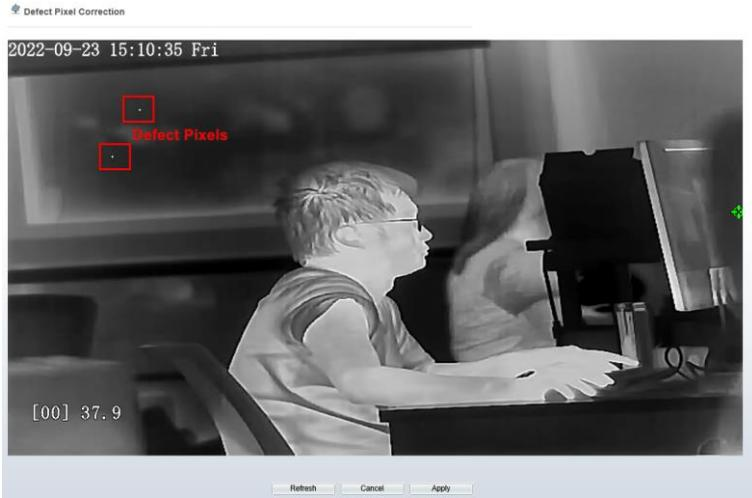 Defect Pixel Correction
2022-09-23 15:10:35 Fri
Defect Pixels
[00] 37.9
Refresh Cancel Apply